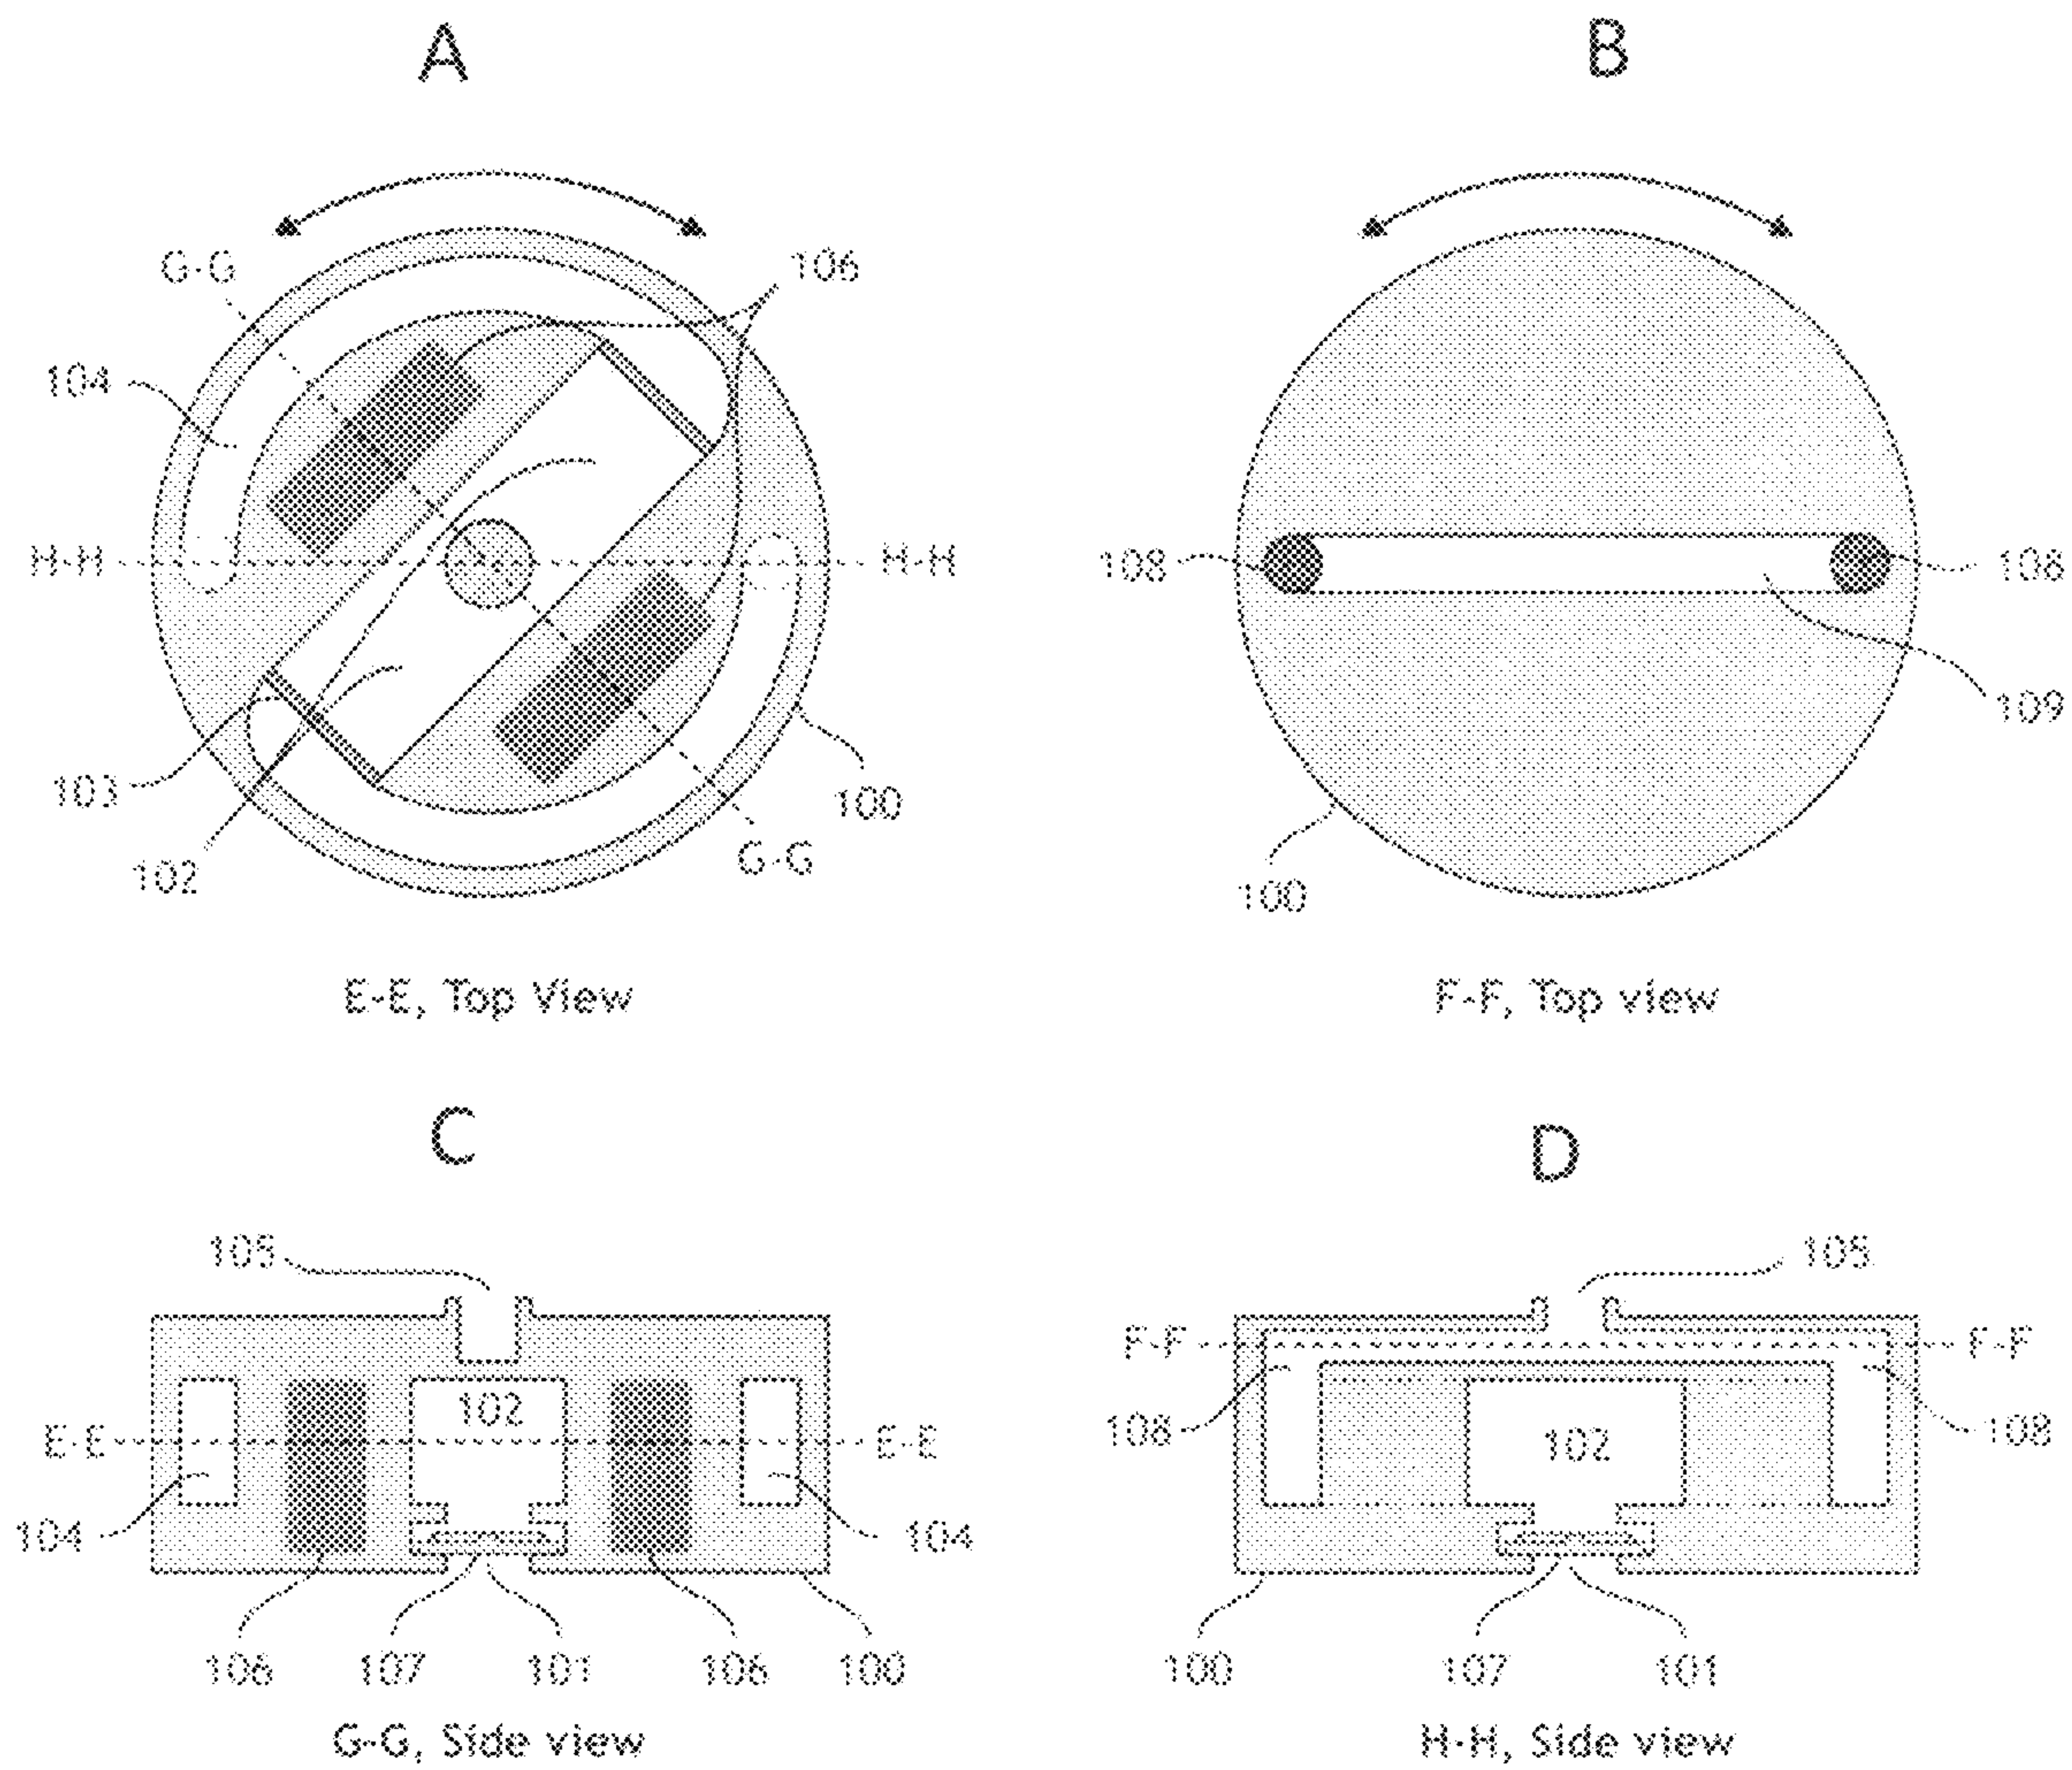 A
B
G-G
106
104
H-H
H-H
108
108
109
103
100
102
G-G
100
E-E, Top View
F-F, Top view
C
D
105
105
F-F
F-F
102
108
108
E-E
E-E
102
104
104
106
107
101
106
100
100
107
101
G-G, Side view
H-H, Side view